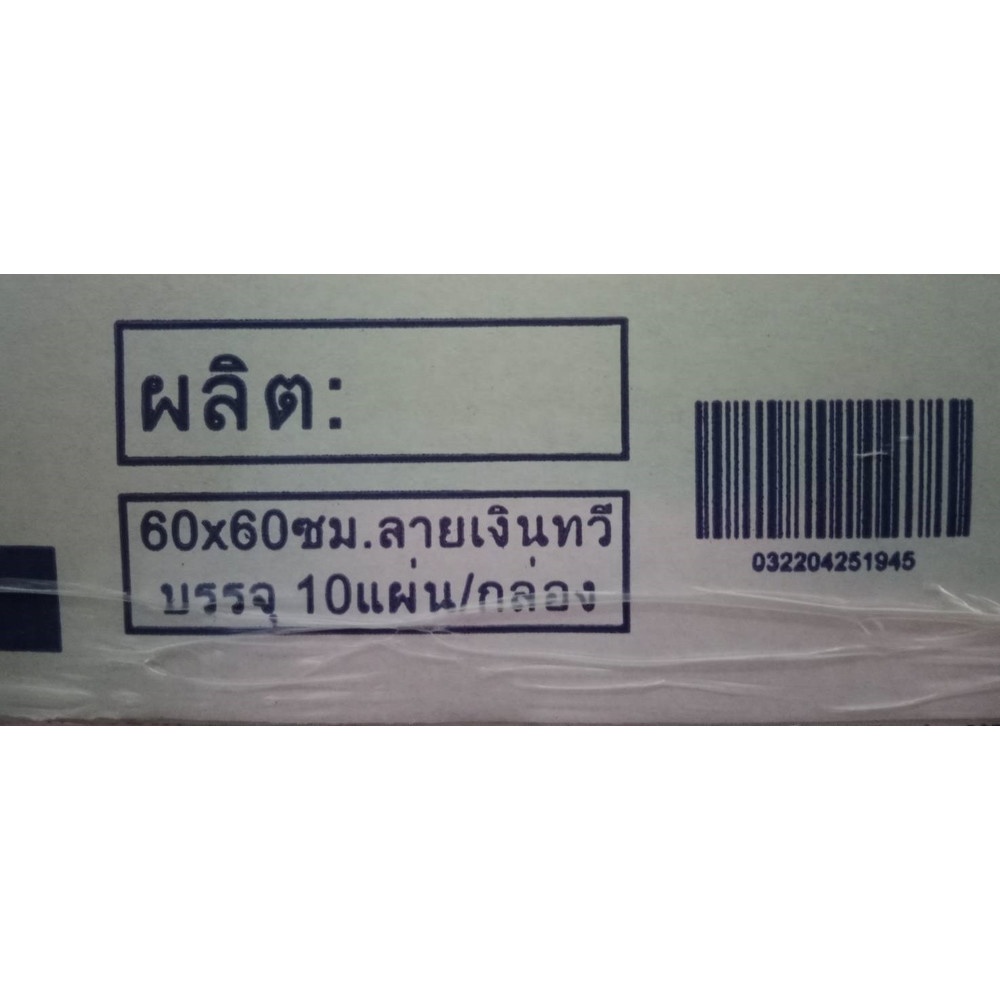 ผลิต:
60x60ซม.ลายเงินทวี
บรรจุ 10แผ่น/กล่อง
032204251945